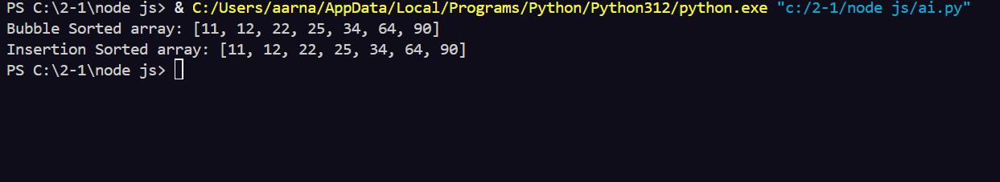 PS C:\2-1\node js> & C:/Users/aarna/AppData/Local/Programs/Python/Python312/python.exe "c:/2-1/node js/ai.py"
Bubble Sorted array: [11, 12, 22, 25, 34, 64, 90]
Insertion Sorted array: [11, 12, 22, 25, 34, 64, 90]
PS C:\2-1\node js>